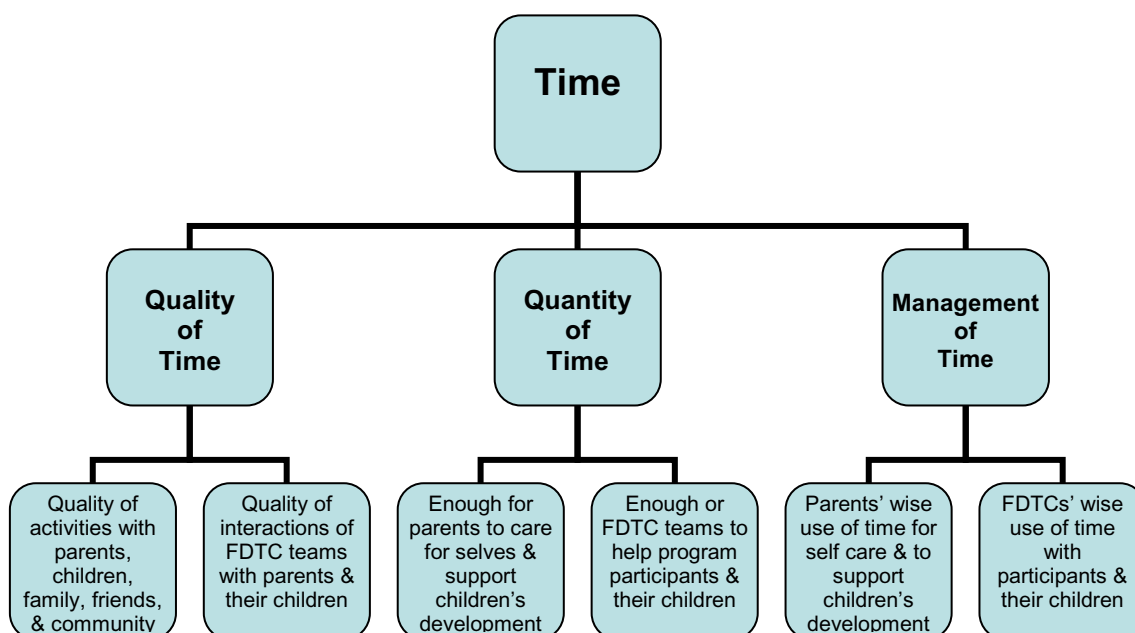 Time
Quality
of
Time
Quantity
of
Time
Management
of
Time
Quality of
activities with
parents,
children,
family, friends,
& community
Quality of
interactions of
FDTC teams
with parents &
their children
Enough for
parents to care
for selves &
support
children's
development
Enough or
FDTC teams to
help program
participants &
their children
Parents' wise
use of time for
self care & to
support
children's
development
FDTCs' wise
use of time
with
participants &
their children